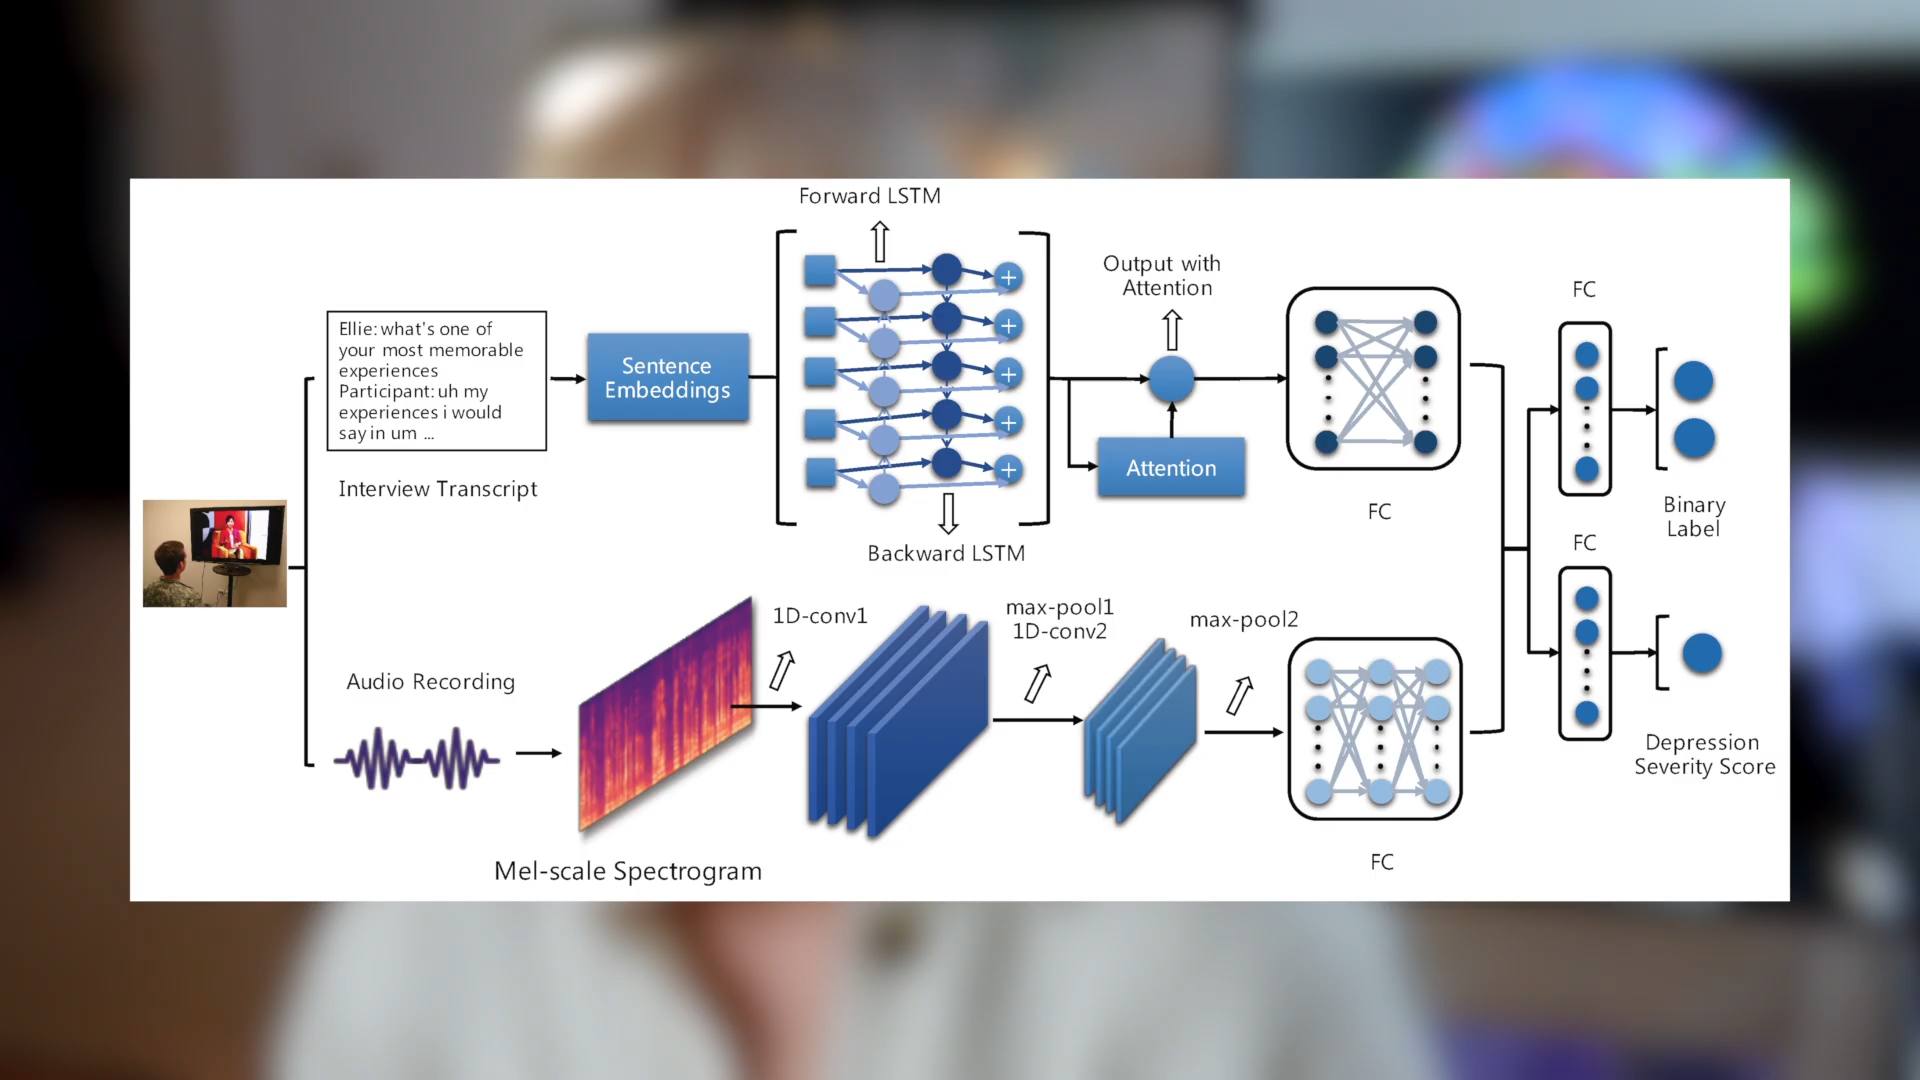 Forward LSTM
Ellie: what's one of
your most memorable
experiences
Participant: uh my
experiences i would
say in um ...
Interview Transcript
Sentence
Embeddings
Backward LSTM
Output with
Attention
Attention
FC
FC
Binary
Label
Audio Recording
Mel-scale Spectrogram
1D-conv1
max-pool1
1D-conv2
max-pool2
FC
FC
Depression
Severity Score